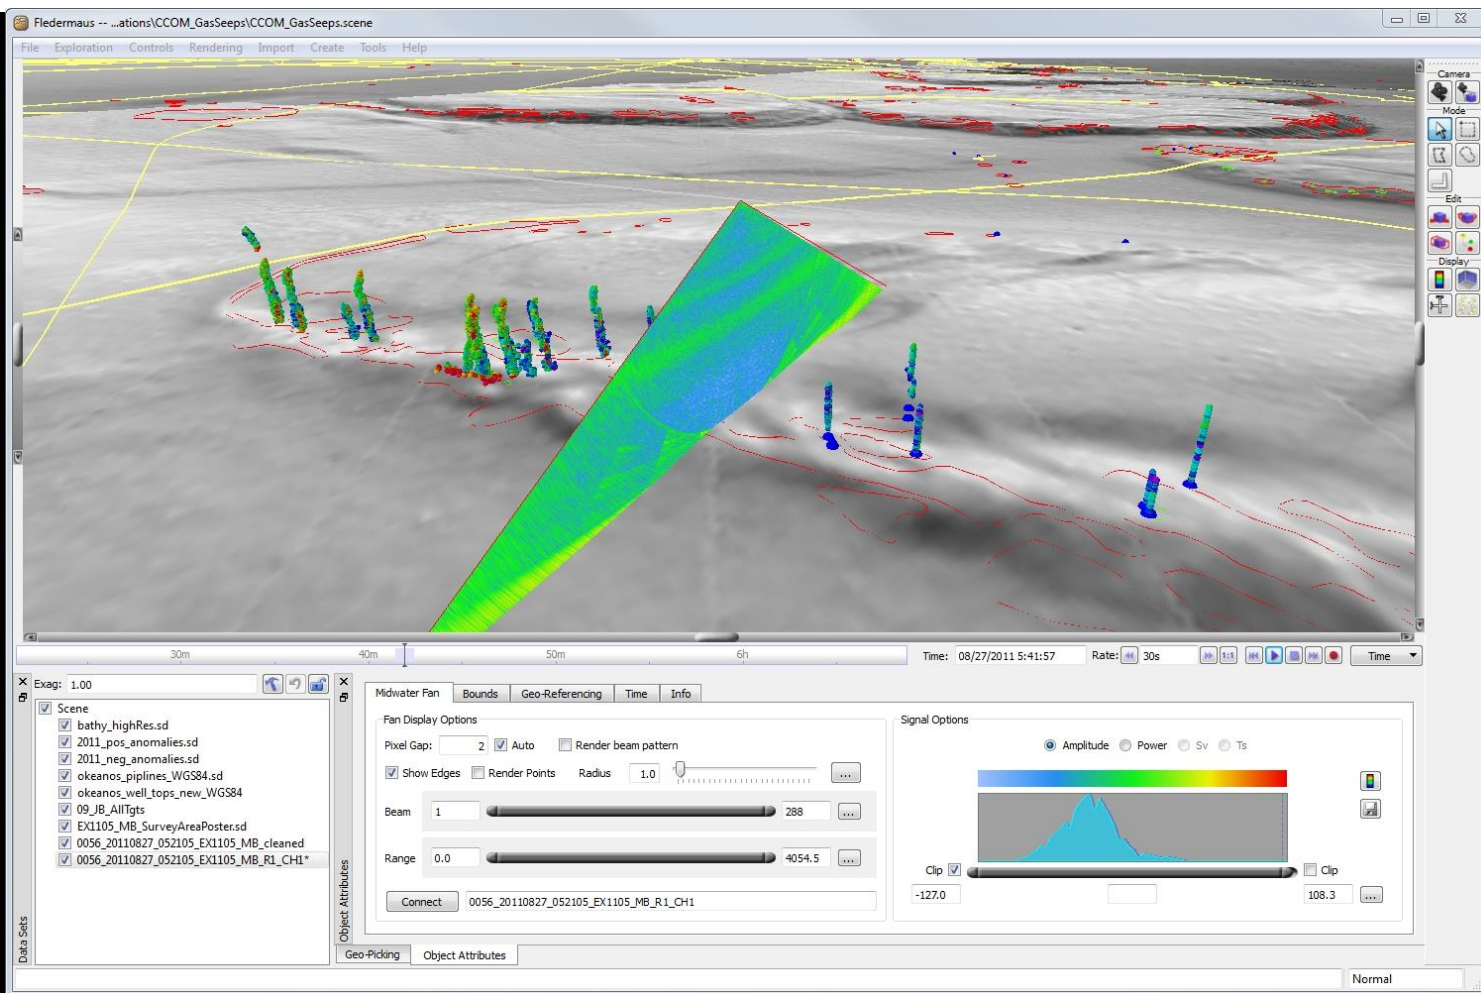 Fledermaus -- ...ations\CCOM_GasSeeps\CCOM_GasSeeps.scene
File Exploration Controls Rendering Import Create Tools Help
Camera
Mode
Edit
Display
30m 40m 50m 6h
Time: 08/27/2011 5:41:57 Rate: 30s 1:1 Time
Exag: 1.00
Scene
bathy_highRes.sd
2011_pos_anomalies.sd
2011_neg_anomalies.sd
okeanos_piplines_WGS84.sd
okeanos_well_tops_new_WGS84
09_JB_AllTgts
EX1105_MB_SurveyAreaPoster.sd
0056_20110827_052105_EX1105_MB_cleaned
0056_20110827_052105_EX1105_MB_R1_CH1*
Data Sets
Object Attributes
Midwater Fan Bounds Geo-Referencing Time Info
Fan Display Options
Pixel Gap: 2 Auto Render beam pattern
Show Edges Render Points Radius 1.0 ...
Beam 1 288 ...
Range 0.0 4054.5 ...
Connect 0056_20110827_052105_EX1105_MB_R1_CH1
Signal Options
Amplitude Power Sv Ts
Clip Clip
-127.0 108.3 ...
Geo-Picking Object Attributes
Normal